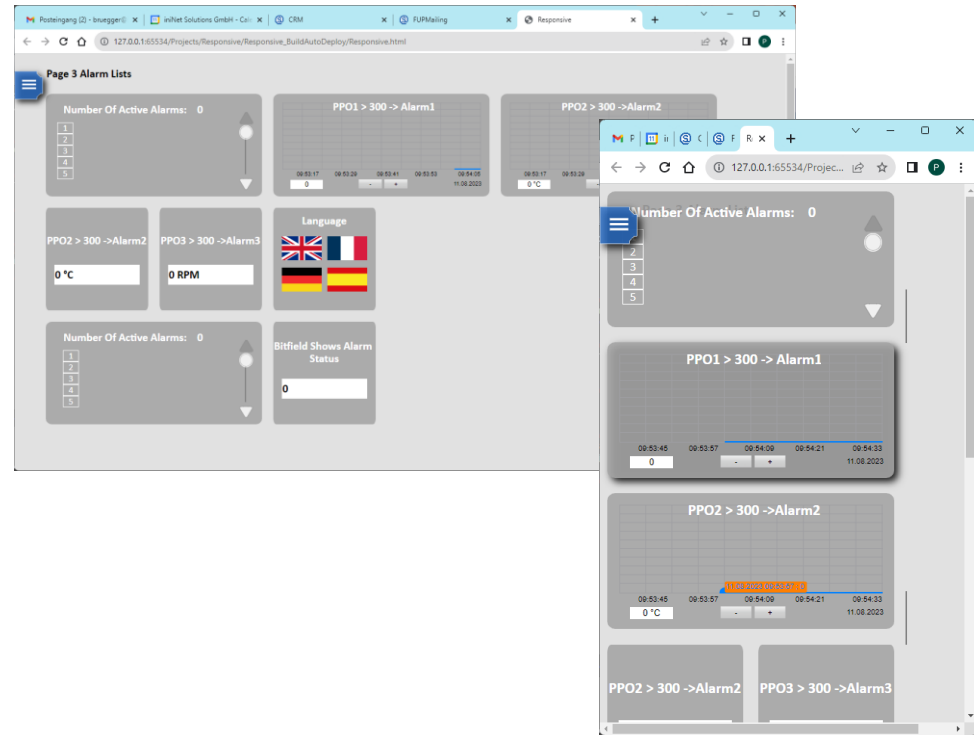 Posteingang (2) - bruegger@
iniNet Solutions GmbH - Cale
CRM
FUPMailing
Responsive
127.0.0.1:65534/Projects/Responsive/Responsive_BuildAutoDeploy/Responsive.html
P
Page 3 Alarm Lists
Number Of Active Alarms: 0
1
2
3
4
5
PPO1 > 300 -> Alarm1
09:53:17 09:53:29 09:53:41 09:53:53 09:54:05
0 - + 11.08.2023
PPO2 > 300 ->Alarm2
09:53:17 09:53:29
0 °C -
PPO2 > 300 ->Alarm2
0 °C
PPO3 > 300 ->Alarm3
0 RPM
Language
Number Of Active Alarms: 0
1
2
3
4
5
Bitfield Shows Alarm
Status
0
P
11 in
C
F
R
127.0.0.1:65534/Projec...
P
Number Of Active Alarms: 0
2
3
4
5
PPO1 > 300 -> Alarm1
09:53:45 09:53:57 09:54:09 09:54:21 09:54:33
0 - + 11.08.2023
PPO2 > 300 ->Alarm2
09:53:45 09:53:57 09:54:09 09:54:21 09:54:33
0 °C - + 11.08.2023
PPO2 > 300 ->Alarm2
PPO3 > 300 ->Alarm3